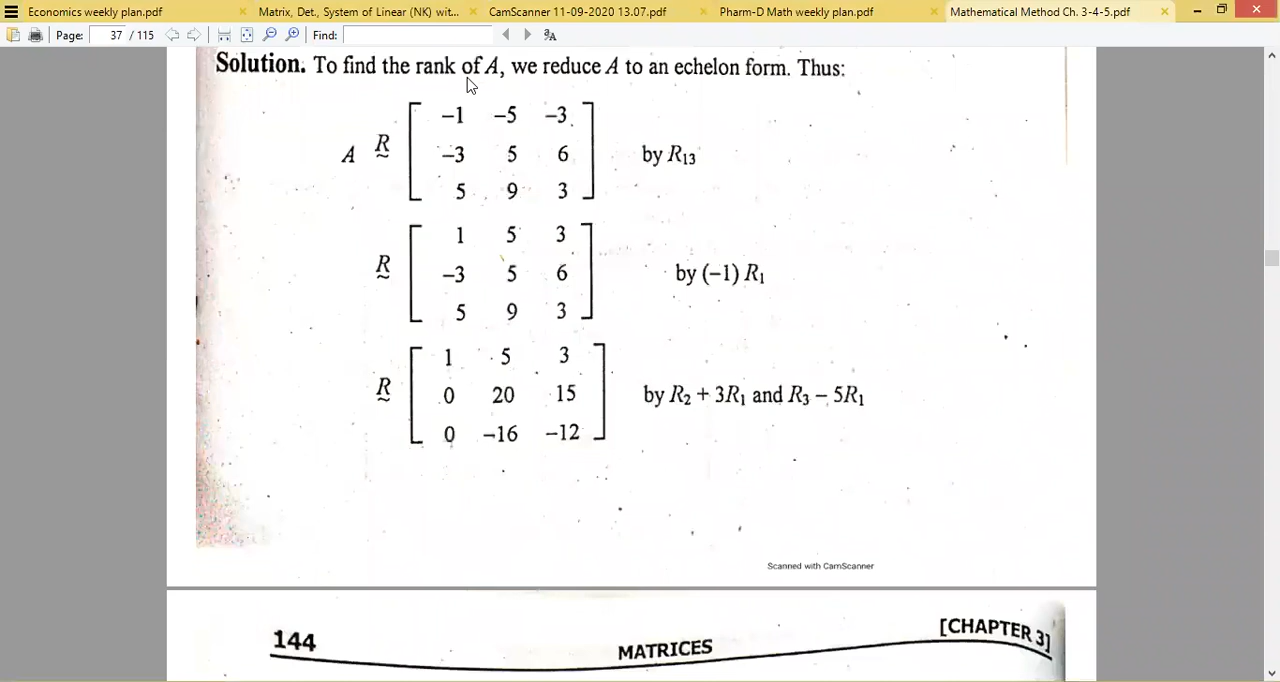 Economics weekly plan.pdf × Matrix, Det., System of Linear (NK) wit... × CamScanner 11-09-2020 13.07.pdf × Pharm-D Math weekly plan.pdf × Mathematical Method Ch. 3-4-5.pdf ×
Page: 37 / 115 Find:
Solution. To find the rank of A, we reduce A to an echelon form. Thus:
-1 -5 -3
A R -3 5 6 by R13
5 9 3
1 5 3
R -3 5 6 by (-1) R1
5 9 3
1 5 3
R 0 20 15 by R2 + 3R1 and R3 - 5R1
0 -16 -12
Scanned with CamScanner
144 MATRICES [CHAPTER 3]